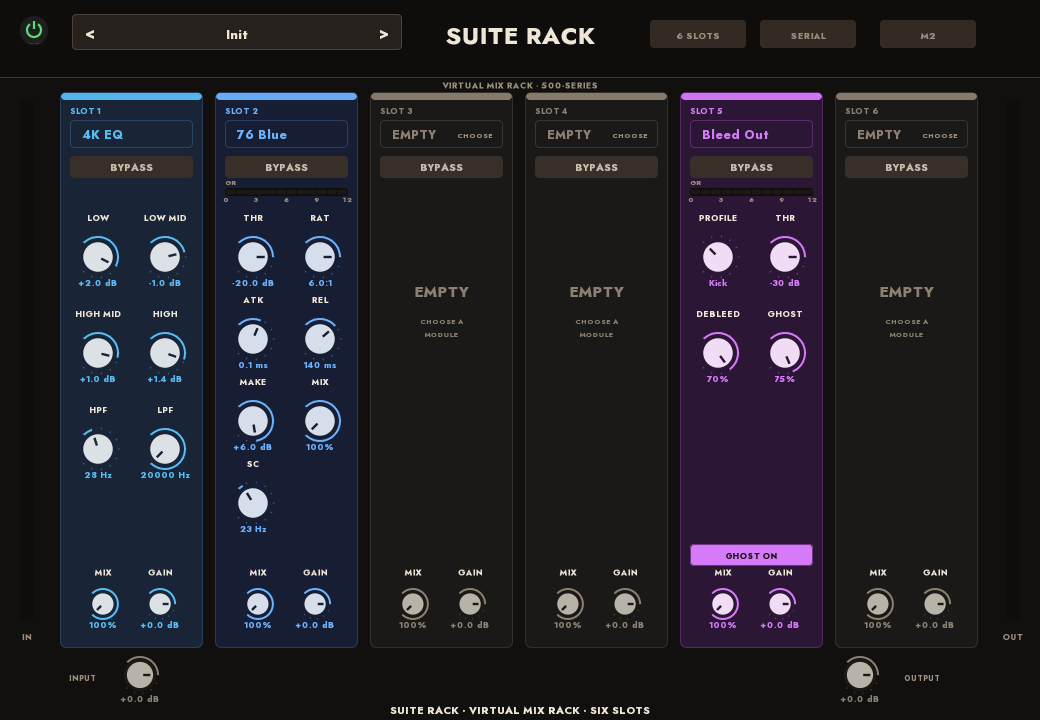 < Init >
SUITE RACK
6 SLOTS
SERIAL
M2
VIRTUAL MIX RACK · 500-SERIES
SLOT 1
4K EQ
BYPASS
LOW LOW MID
+2.0 dB -1.0 dB
HIGH MID HIGH
+1.0 dB +1.4 dB
HPF LPF
28 Hz 20000 Hz
MIX GAIN
100% +0.0 dB
SLOT 2
76 Blue
BYPASS
GR
0 3 6 9 12
THR RAT
-20.0 dB 6.0:1
ATK REL
0.1 ms 140 ms
MAKE MIX
+6.0 dB 100%
SC
23 Hz
MIX GAIN
100% +0.0 dB
SLOT 3
EMPTY CHOOSE
BYPASS
EMPTY
CHOOSE A
MODULE
MIX GAIN
100% +0.0 dB
SLOT 4
EMPTY CHOOSE
BYPASS
EMPTY
CHOOSE A
MODULE
MIX GAIN
100% +0.0 dB
SLOT 5
Bleed Out
BYPASS
GR
0 3 6 9 12
PROFILE THR
Kick -30 dB
DEBLEED GHOST
70% 75%
GHOST ON
MIX GAIN
100% +0.0 dB
SLOT 6
EMPTY CHOOSE
BYPASS
EMPTY
CHOOSE A
MODULE
MIX GAIN
100% +0.0 dB
IN
OUT
INPUT
+0.0 dB
OUTPUT
+0.0 dB
SUITE RACK · VIRTUAL MIX RACK · SIX SLOTS